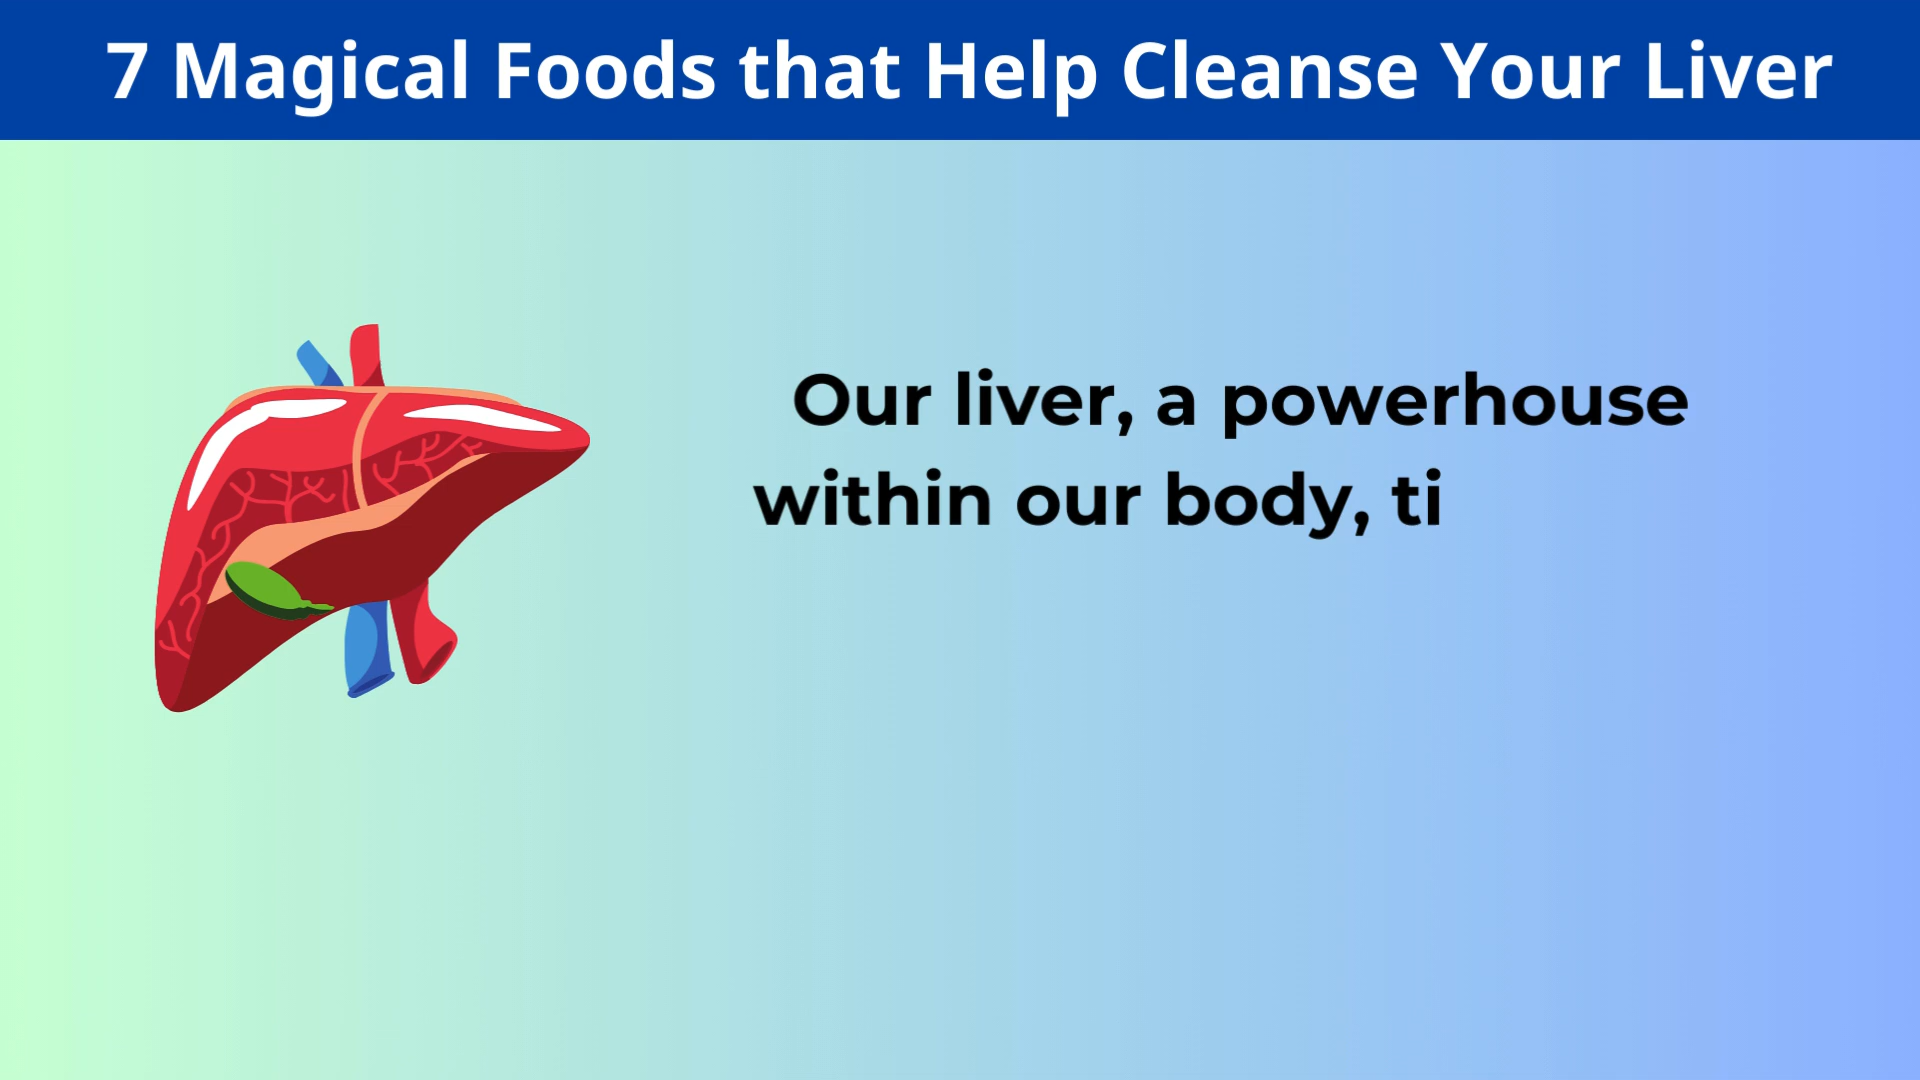 7 Magical Foods that Help Cleanse Your Liver
Our liver, a powerhouse
within our body, ti